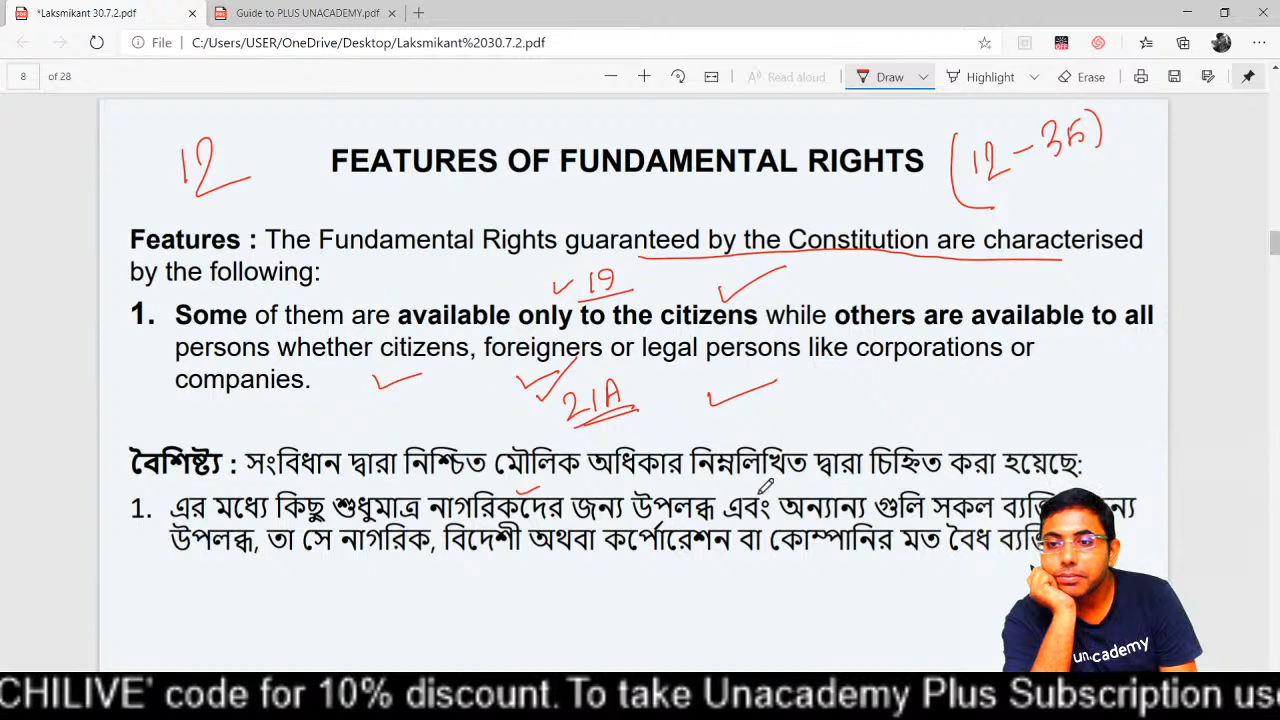 *Laksmikant 30.7.2.pdf
Guide to PLUS UNACADEMY.pdf
File C:/Users/USER/OneDrive/Desktop/Laksmikant%2030.7.2.pdf
OFF
8 of 28
Read aloud
Draw
Highlight
Erase
12
FEATURES OF FUNDAMENTAL RIGHTS
(12 - 35)
Features : The Fundamental Rights guaranteed by the Constitution are characterised
by the following:
19
1. Some of them are available only to the citizens while others are available to all
persons whether citizens, foreigners or legal persons like corporations or
companies.
21A
বৈশিষ্ট্য : সংবিধান দ্বারা নিশ্চিত মৌলিক অধিকার নিম্নলিখিত দ্বারা চিহ্নিত করা হয়েছে:
1. এর মধ্যে কিছু শুধুমাত্র নাগরিকদের জন্য উপলব্ধ এবং অন্যান্য গুলি সকল
উপলব্ধ, তা সে নাগরিক, বিদেশী অথবা কর্পোরেশন বা কোম্পানির মত বৈধ
unacademy
CHILIVE' code for 10% discount. To take Unacademy Plus Subscription use